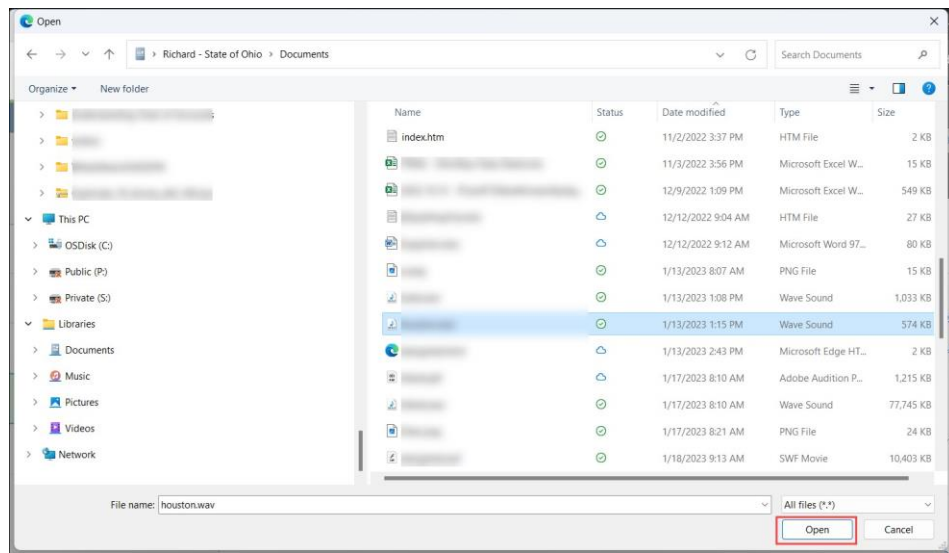 Open
Richard - State of Ohio > Documents
Search Documents
Organize
New folder
Name Status Date modified Type Size
index.htm 11/2/2022 3:37 PM HTM File 2 KB
11/3/2022 3:56 PM Microsoft Excel W... 15 KB
12/9/2022 1:09 PM Microsoft Excel W... 549 KB
12/12/2022 9:04 AM HTM File 27 KB
This PC
12/12/2022 9:12 AM Microsoft Word 97... 80 KB
OSDisk (C:)
1/13/2023 8:07 AM PNG File 15 KB
Public (P:)
1/13/2023 1:08 PM Wave Sound 1,033 KB
Private (S:)
1/13/2023 1:15 PM Wave Sound 574 KB
Libraries
1/13/2023 2:43 PM Microsoft Edge HT... 2 KB
Documents
1/17/2023 8:10 AM Adobe Audition P... 1,215 KB
Music
1/17/2023 8:10 AM Wave Sound 77,745 KB
Pictures
1/17/2023 8:21 AM PNG File 24 KB
Videos
1/18/2023 9:13 AM SWF Movie 10,403 KB
Network
File name: houston.wav
All files (*.*)
Open
Cancel